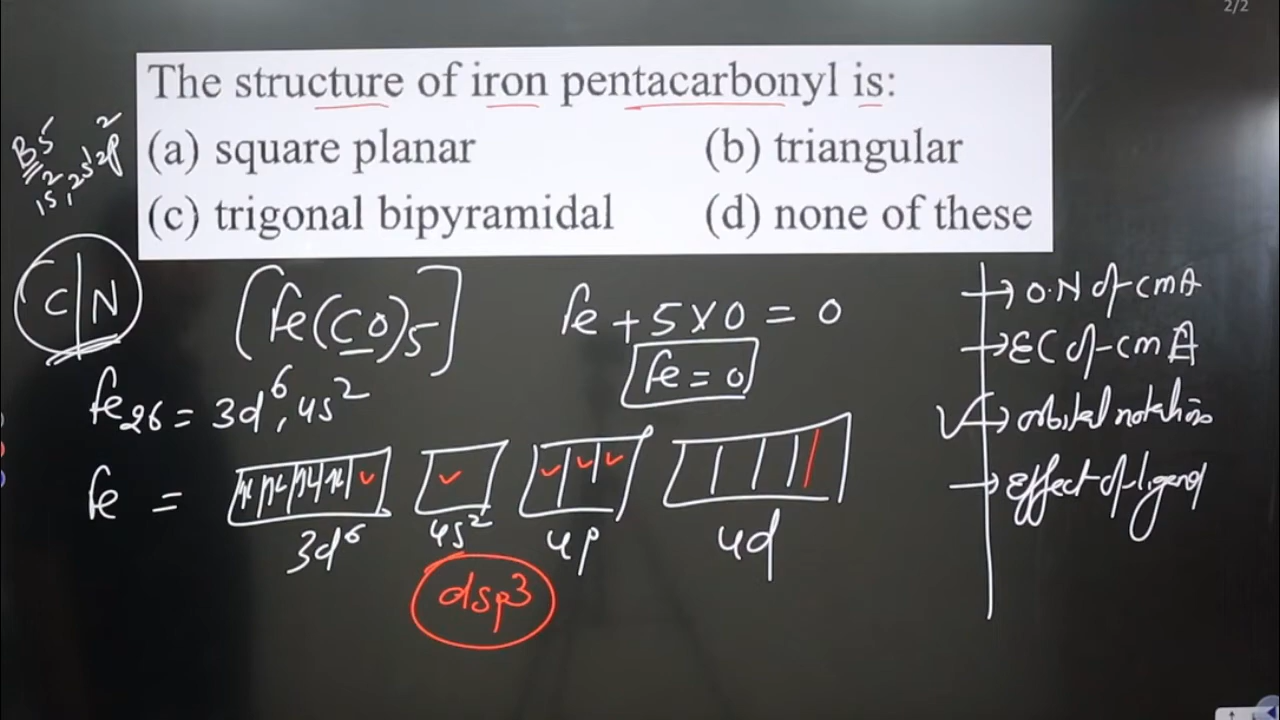 2/2
The structure of iron pentacarbonyl is:
(a) square planar (b) triangular
(c) trigonal bipyramidal (d) none of these
B 5
1s², 2s² 2p
C|N
[Fe(CO)5]
Fe + 5×0 = 0
Fe = 0
Fe26 = 3d⁶, 4s²
Fe =
3d⁶ 4s² 4p 4d
dsp³
→ O.N of CMA
→ EC of CMA
→ orbital notation
→ Effect of ligand